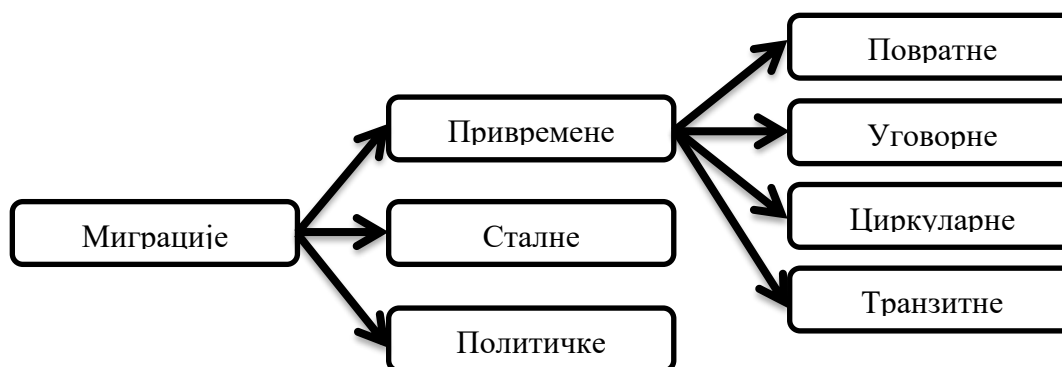 Миграције
Привремене
Сталне
Политичке
Повратне
Уговорне
Циркуларне
Транзитне